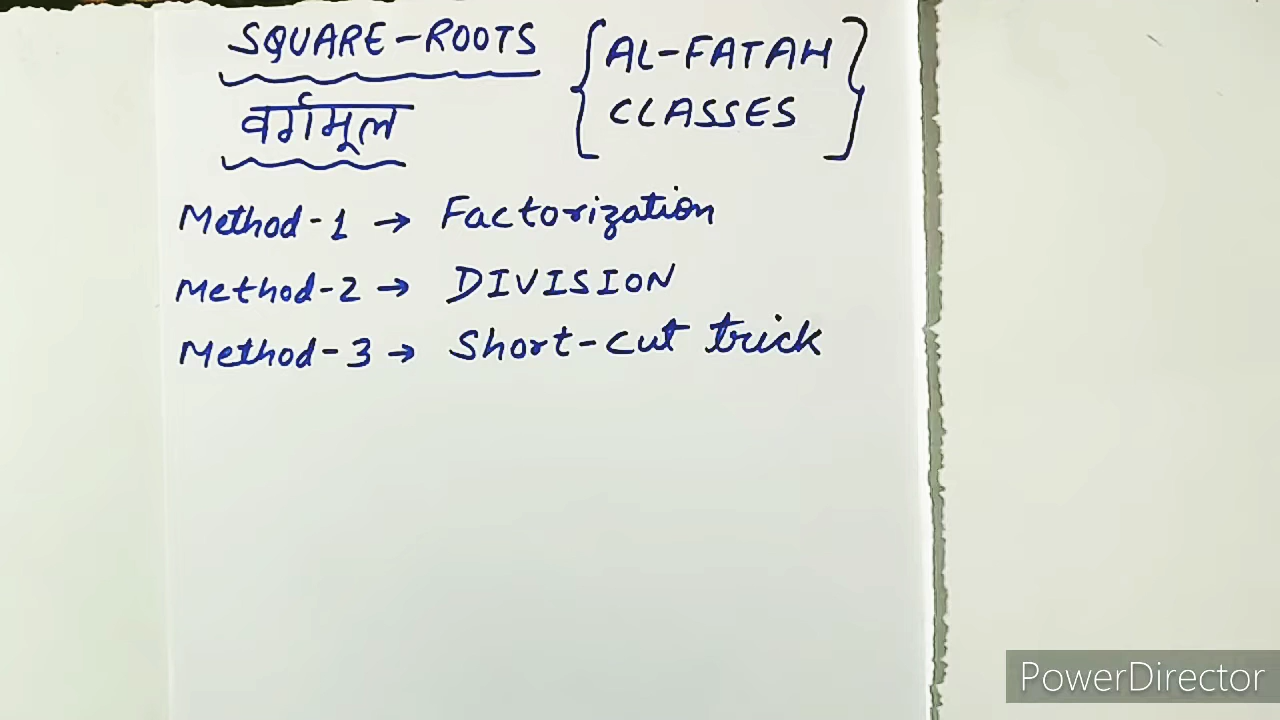 SQUARE-ROOTS
वर्गमूल
{AL-FATAH
CLASSES}
Method-1 → Factorization
Method-2 → DIVISION
Method-3 → Short-cut trick
PowerDirector